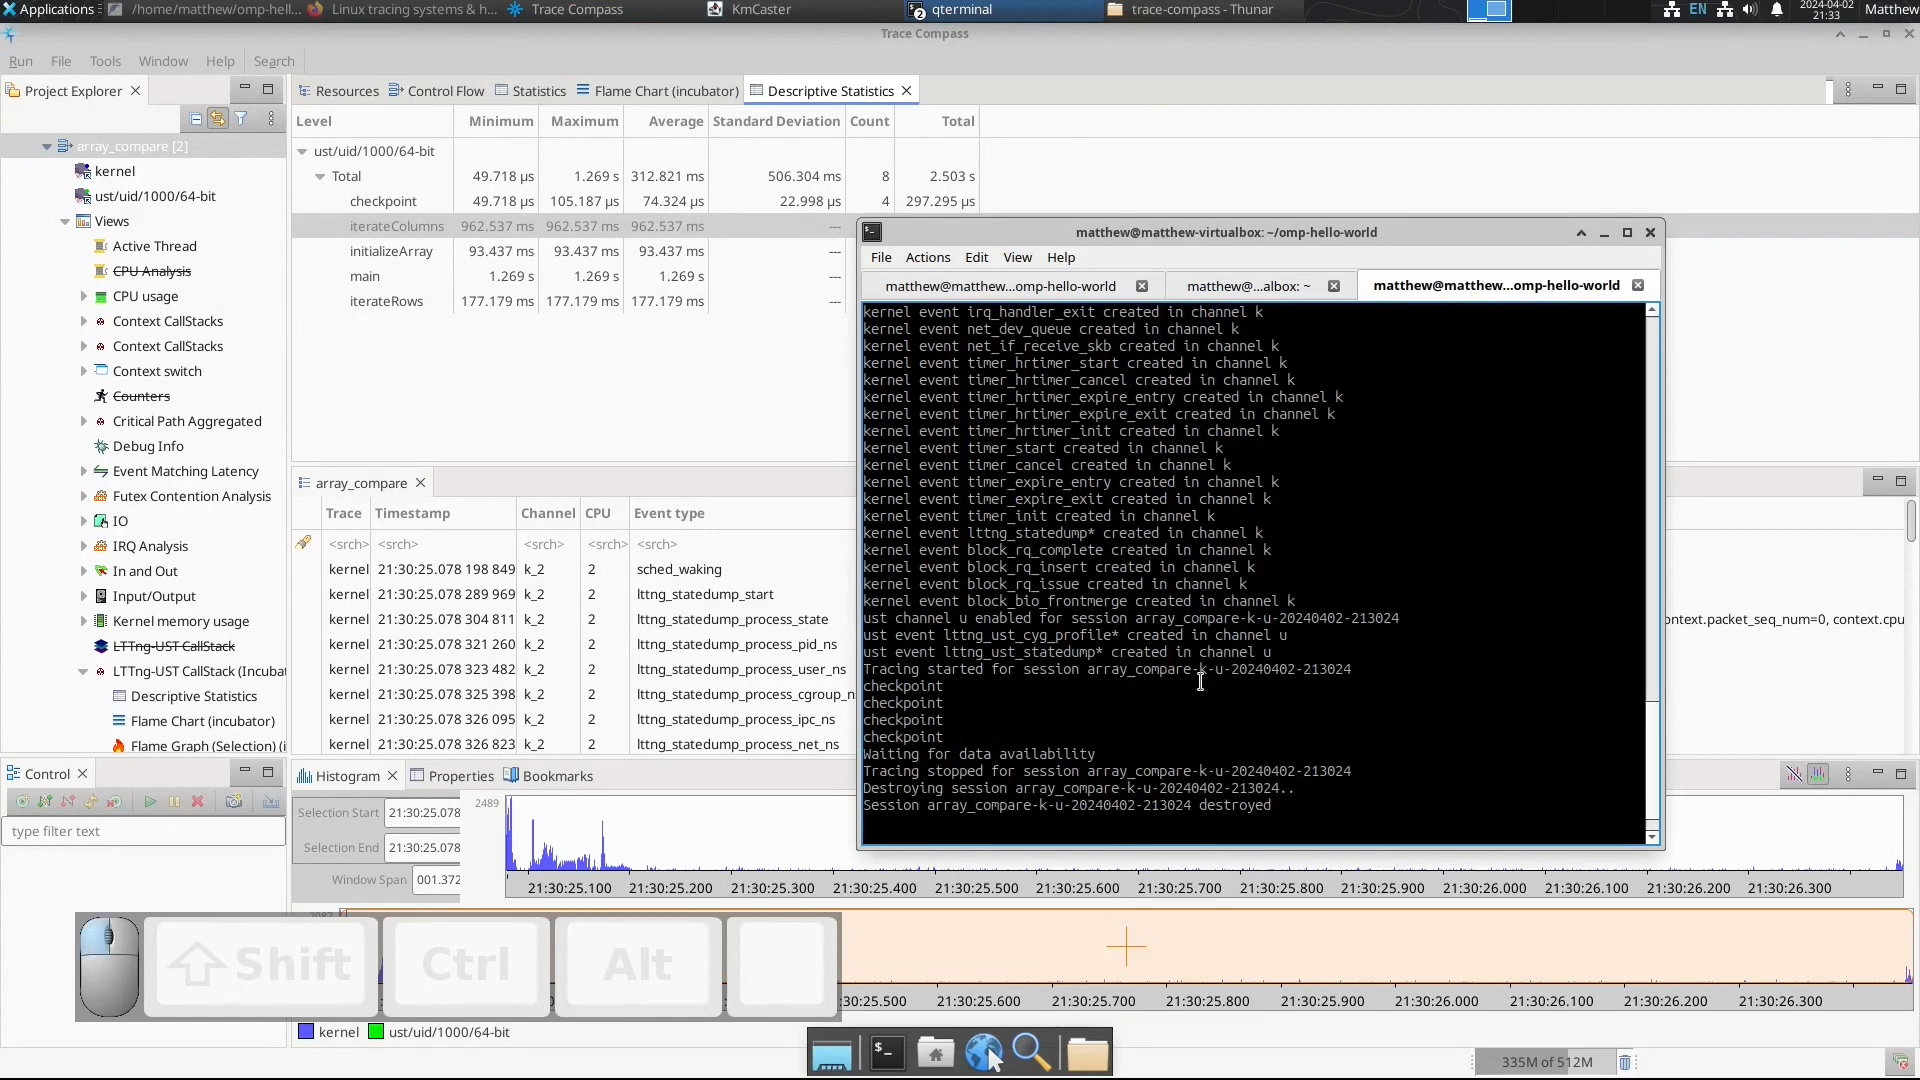 Applications
/home/matthew/omp-hell...
Linux tracing systems & h...
Trace Compass
KmCaster
2
qterminal
trace-compass - Thunar
EN
2024-04-02
21:33
Matthew
Trace Compass
Run File Tools Window Help Search
Project Explorer
array_compare [2]
kernel
ust/uid/1000/64-bit
Views
Active Thread
CPU Analysis
CPU usage
Context CallStacks
Context CallStacks
Context switch
Counters
Critical Path Aggregated
Debug Info
Event Matching Latency
Futex Contention Analysis
IO
IRQ Analysis
In and Out
Input/Output
Kernel memory usage
LTTng-UST CallStack
LTTng-UST CallStack (Incubat
Descriptive Statistics
Flame Chart (incubator)
Flame Graph (Selection) (i
Control
type filter text
Resources Control Flow Statistics Flame Chart (incubator) Descriptive Statistics
Level Minimum Maximum Average Standard Deviation Count Total
ust/uid/1000/64-bit
Total 49.718 µs 1.269 s 312.821 ms 506.304 ms 8 2.503 s
checkpoint 49.718 µs 105.187 µs 74.324 µs 22.998 µs 4 297.295 µs
iterateColumns 962.537 ms 962.537 ms 962.537 ms ---
initializeArray 93.437 ms 93.437 ms 93.437 ms ---
main 1.269 s 1.269 s 1.269 s ---
iterateRows 177.179 ms 177.179 ms 177.179 ms ---
array_compare
Trace Timestamp Channel CPU Event type
<srch> <srch> <srch> <srch> <srch>
kernel 21:30:25.078 198 849 k_2 2 sched_waking
kernel 21:30:25.078 289 969 k_2 2 lttng_statedump_start
kernel 21:30:25.078 304 811 k_2 2 lttng_statedump_process_state
kernel 21:30:25.078 321 260 k_2 2 lttng_statedump_process_pid_ns
kernel 21:30:25.078 323 482 k_2 2 lttng_statedump_process_user_ns
kernel 21:30:25.078 325 398 k_2 2 lttng_statedump_process_cgroup_n
kernel 21:30:25.078 326 095 k_2 2 lttng_statedump_process_ipc_ns
kernel 21:30:25.078 326 823 k_2 2 lttng_statedump_process_net_ns
ontext.packet_seq_num=0, context.cpu
matthew@matthew-virtualbox: ~/omp-hello-world
File Actions Edit View Help
matthew@matthew...omp-hello-world
matthew@...albox: ~
matthew@matthew...omp-hello-world
kernel event irq_handler_exit created in channel k
kernel event net_dev_queue created in channel k
kernel event net_if_receive_skb created in channel k
kernel event timer_hrtimer_start created in channel k
kernel event timer_hrtimer_cancel created in channel k
kernel event timer_hrtimer_expire_entry created in channel k
kernel event timer_hrtimer_expire_exit created in channel k
kernel event timer_hrtimer_init created in channel k
kernel event timer_start created in channel k
kernel event timer_cancel created in channel k
kernel event timer_expire_entry created in channel k
kernel event timer_expire_exit created in channel k
kernel event timer_init created in channel k
kernel event lttng_statedump* created in channel k
kernel event block_rq_complete created in channel k
kernel event block_rq_insert created in channel k
kernel event block_rq_issue created in channel k
kernel event block_bio_frontmerge created in channel k
ust channel u enabled for session array_compare-k-u-20240402-213024
ust event lttng_ust_cyg_profile* created in channel u
ust event lttng_ust_statedump* created in channel u
Tracing started for session array_compare-k-u-20240402-213024
checkpoint
checkpoint
checkpoint
checkpoint
Waiting for data availability
Tracing stopped for session array_compare-k-u-20240402-213024
Destroying session array_compare-k-u-20240402-213024..
Session array_compare-k-u-20240402-213024 destroyed
Histogram Properties Bookmarks
Selection Start 21:30:25.078
Selection End 21:30:25.078
Window Span 001.372
2489
21:30:25.100 21:30:25.200 21:30:25.300 21:30:25.400 21:30:25.500 21:30:25.600 21:30:25.700 21:30:25.800 21:30:25.900 21:30:26.000 21:30:26.100 21:30:26.200 21:30:26.300
:30:25.500 21:30:25.600 21:30:25.700 21:30:25.800 21:30:25.900 21:30:26.000 21:30:26.100 21:30:26.200 21:30:26.300
Shift Ctrl Alt
kernel ust/uid/1000/64-bit
335M of 512M